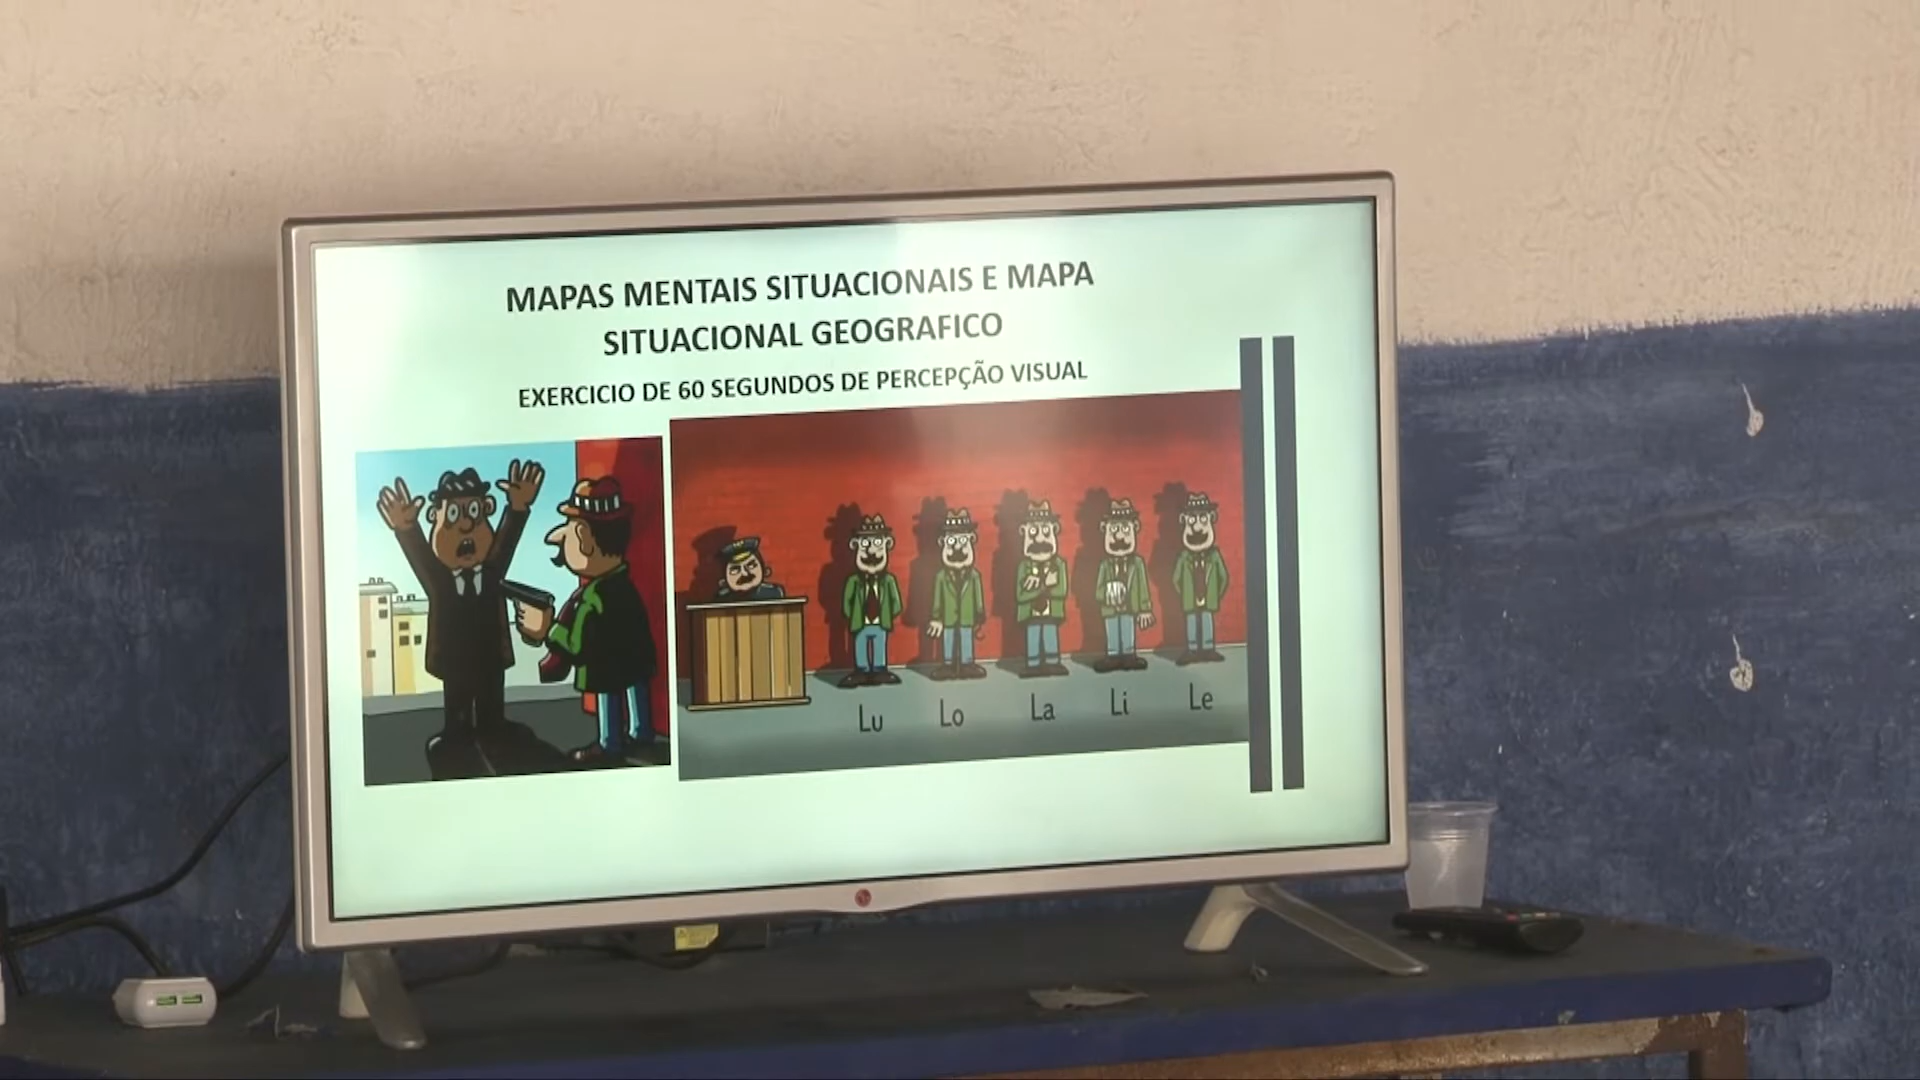 MAPAS MENTAIS SITUACIONAIS E MAPA
SITUACIONAL GEOGRAFICO
EXERCICIO DE 60 SEGUNDOS DE PERCEPÇÃO VISUAL
Lu Lo La Li Le